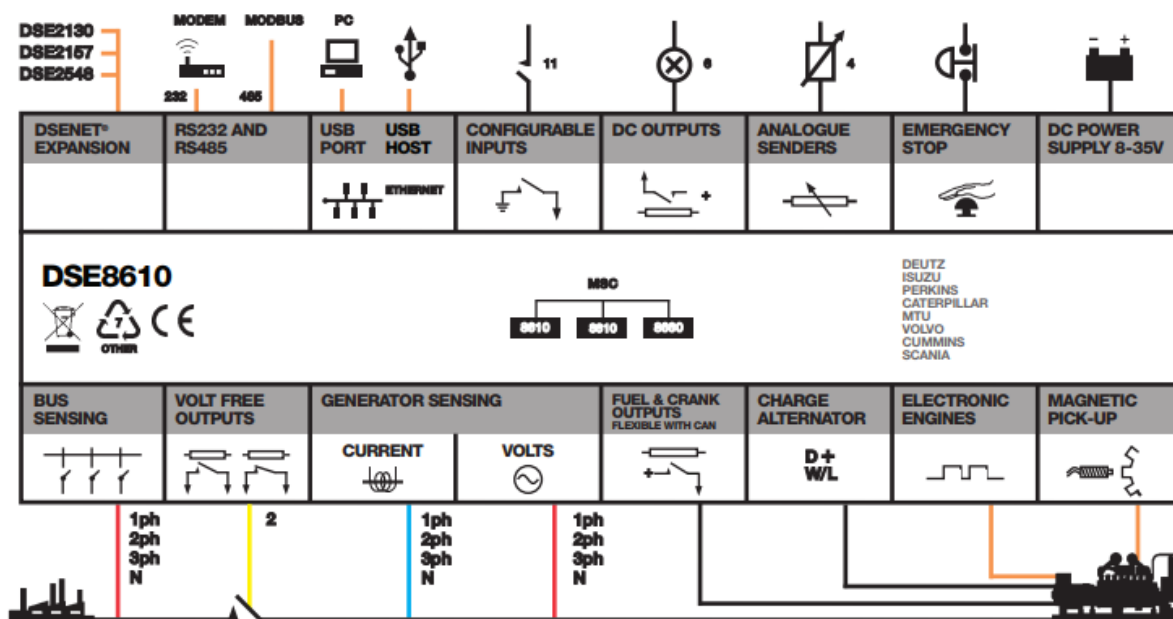 DSE2130
DSE2157
DSE2548
MODEM
MODBUS
PC
232
485
11
6
4
- +
DSENET®
EXPANSION
RS232 AND
RS485
USB
PORT
USB
HOST
CONFIGURABLE
INPUTS
DC OUTPUTS
ANALOGUE
SENDERS
EMERGENCY
STOP
DC POWER
SUPPLY 8-35V
ETHERNET
+
DSE8610
7
OTHER
CE
MSC
8610
8610
8660
DEUTZ
ISUZU
PERKINS
CATERPILLAR
MTU
VOLVO
CUMMINS
SCANIA
BUS
SENSING
VOLT FREE
OUTPUTS
GENERATOR SENSING
FUEL & CRANK
OUTPUTS
FLEXIBLE WITH CAN
CHARGE
ALTERNATOR
ELECTRONIC
ENGINES
MAGNETIC
PICK-UP
CURRENT
VOLTS
+
D+
W/L
1ph
2ph
3ph
N
2
1ph
2ph
3ph
N
1ph
2ph
3ph
N